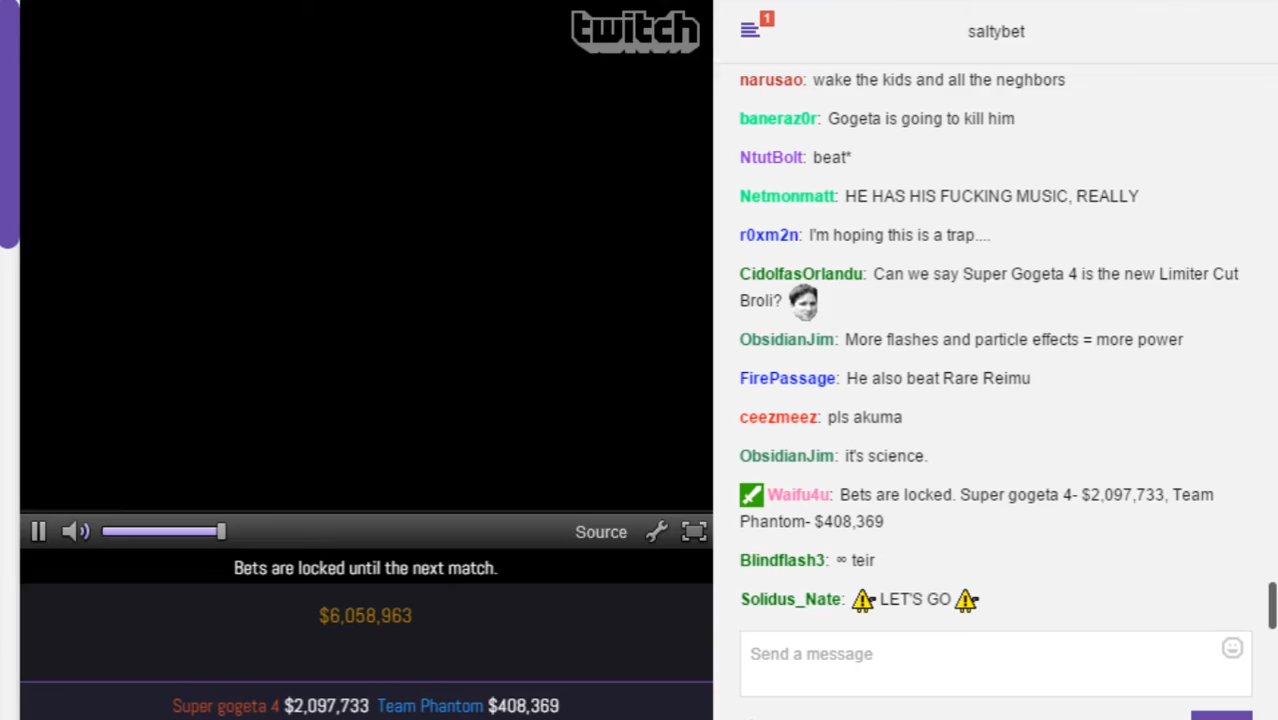 twitch
1
saltybet
narusao: wake the kids and all the neghbors
baneraz0r: Gogeta is going to kill him
NtutBolt: beat*
Netmonmatt: HE HAS HIS FUCKING MUSIC, REALLY
r0xm2n: I'm hoping this is a trap....
CidolfasOrlandu: Can we say Super Gogeta 4 is the new Limiter Cut
Broli?
ObsidianJim: More flashes and particle effects = more power
FirePassage: He also beat Rare Reimu
ceezmeez: pls akuma
ObsidianJim: it's science.
Waifu4u: Bets are locked. Super gogeta 4- $2,097,733, Team
Phantom- $408,369
Blindflash3: ∞ teir
Solidus_Nate: LET'S GO
Send a message
Source
Bets are locked until the next match.
$6,058,963
Super gogeta 4 $2,097,733 Team Phantom $408,369